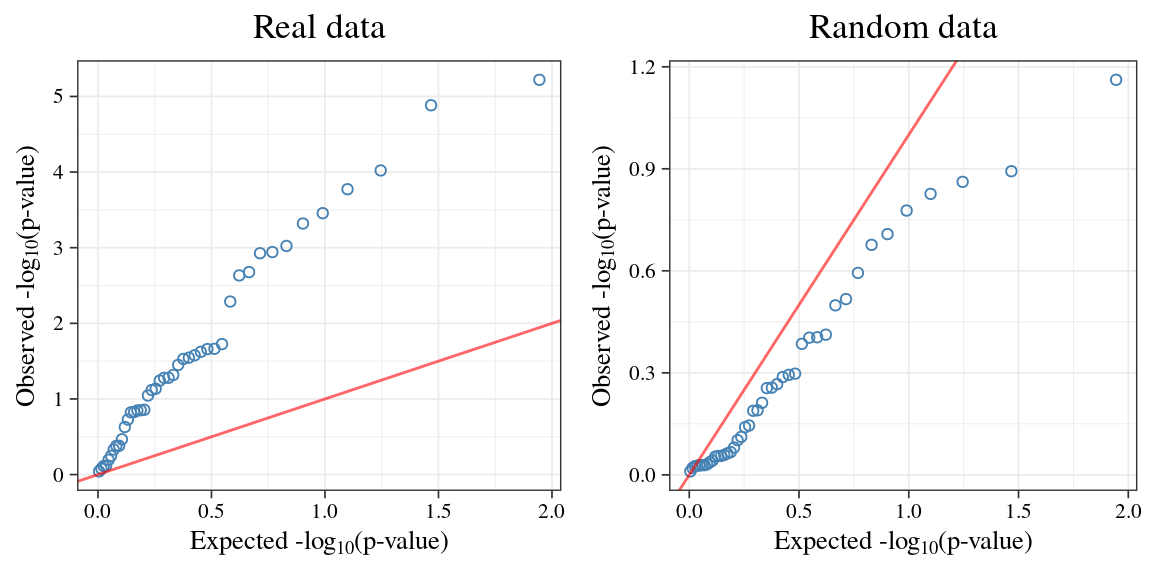 Real data
Observed -log10(p-value)
5
4
3
2
1
0
0.0 0.5 1.0 1.5 2.0
Expected -log10(p-value)
Random data
Observed -log10(p-value)
1.2
0.9
0.6
0.3
0.0
0.0 0.5 1.0 1.5 2.0
Expected -log10(p-value)